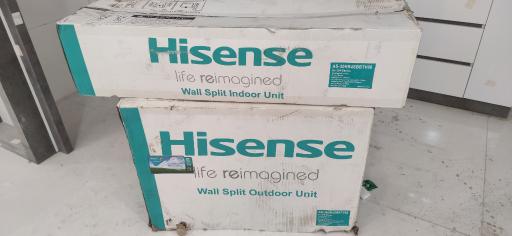 Hisense
life reimagined
Wall Split Indoor Unit
Hisense
life reimagined
Wall Split Outdoor Unit